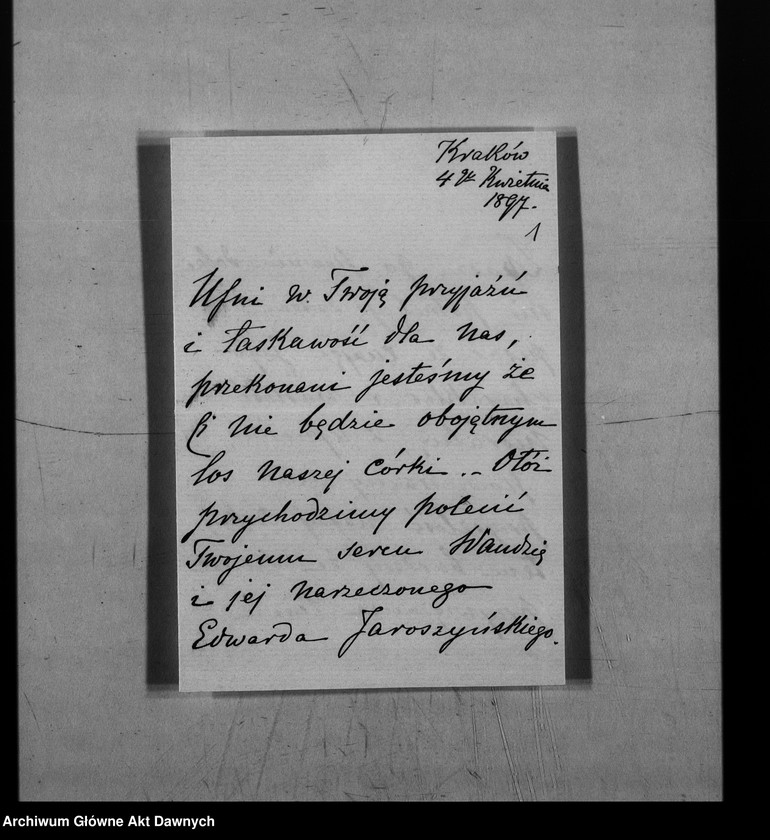 Kraków
4go Kwietnia
1897.
1
Ufni w Twoją przyjaźń
i łaskawość dla nas,
przekonani jesteśmy że
Ci nie będzie obojętnym
los naszej córki .– Otóż
przychodzimy polecić
Twojemu sercu Wandzię
i jej narzeczonego
Edwarda Jaroszyńskiego.
Archiwum Główne Akt Dawnych